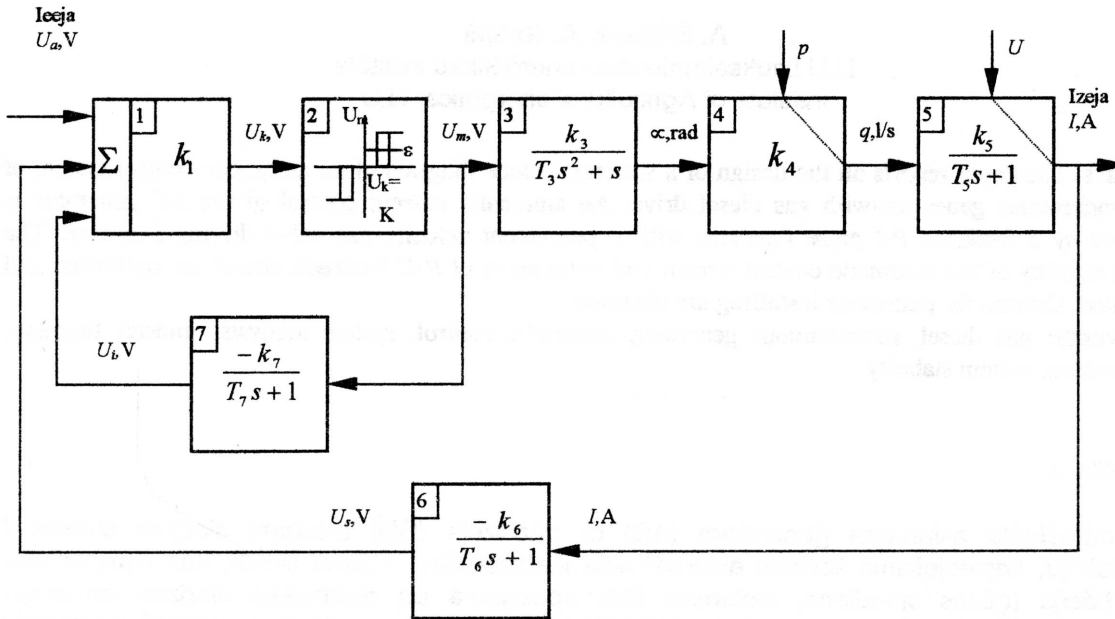 Ieeja
Uₐ,V
Σ
1
k₁
Uₖ,V
2
ε
Uₖ=
K
Uₘ,V
3
k₃
T₃s² + s
∝,rad
4
p
k₄
q,l/s
5
U
k₅
T₅s+1
Izeja
I,A
7
– k₇
T₇s + 1
Uᵢ,V
6
– k₆
T₆s + 1
Uₛ,V
I,A